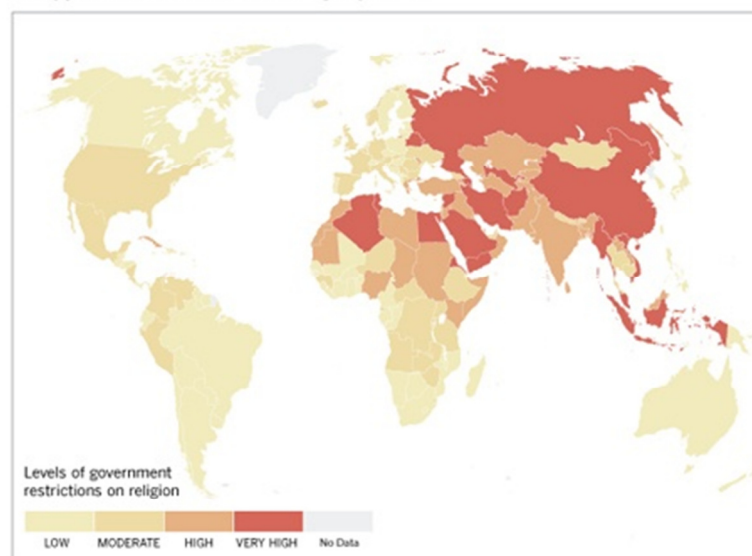 Levels of government
restrictions on religion
LOW MODERATE HIGH VERY HIGH No Data